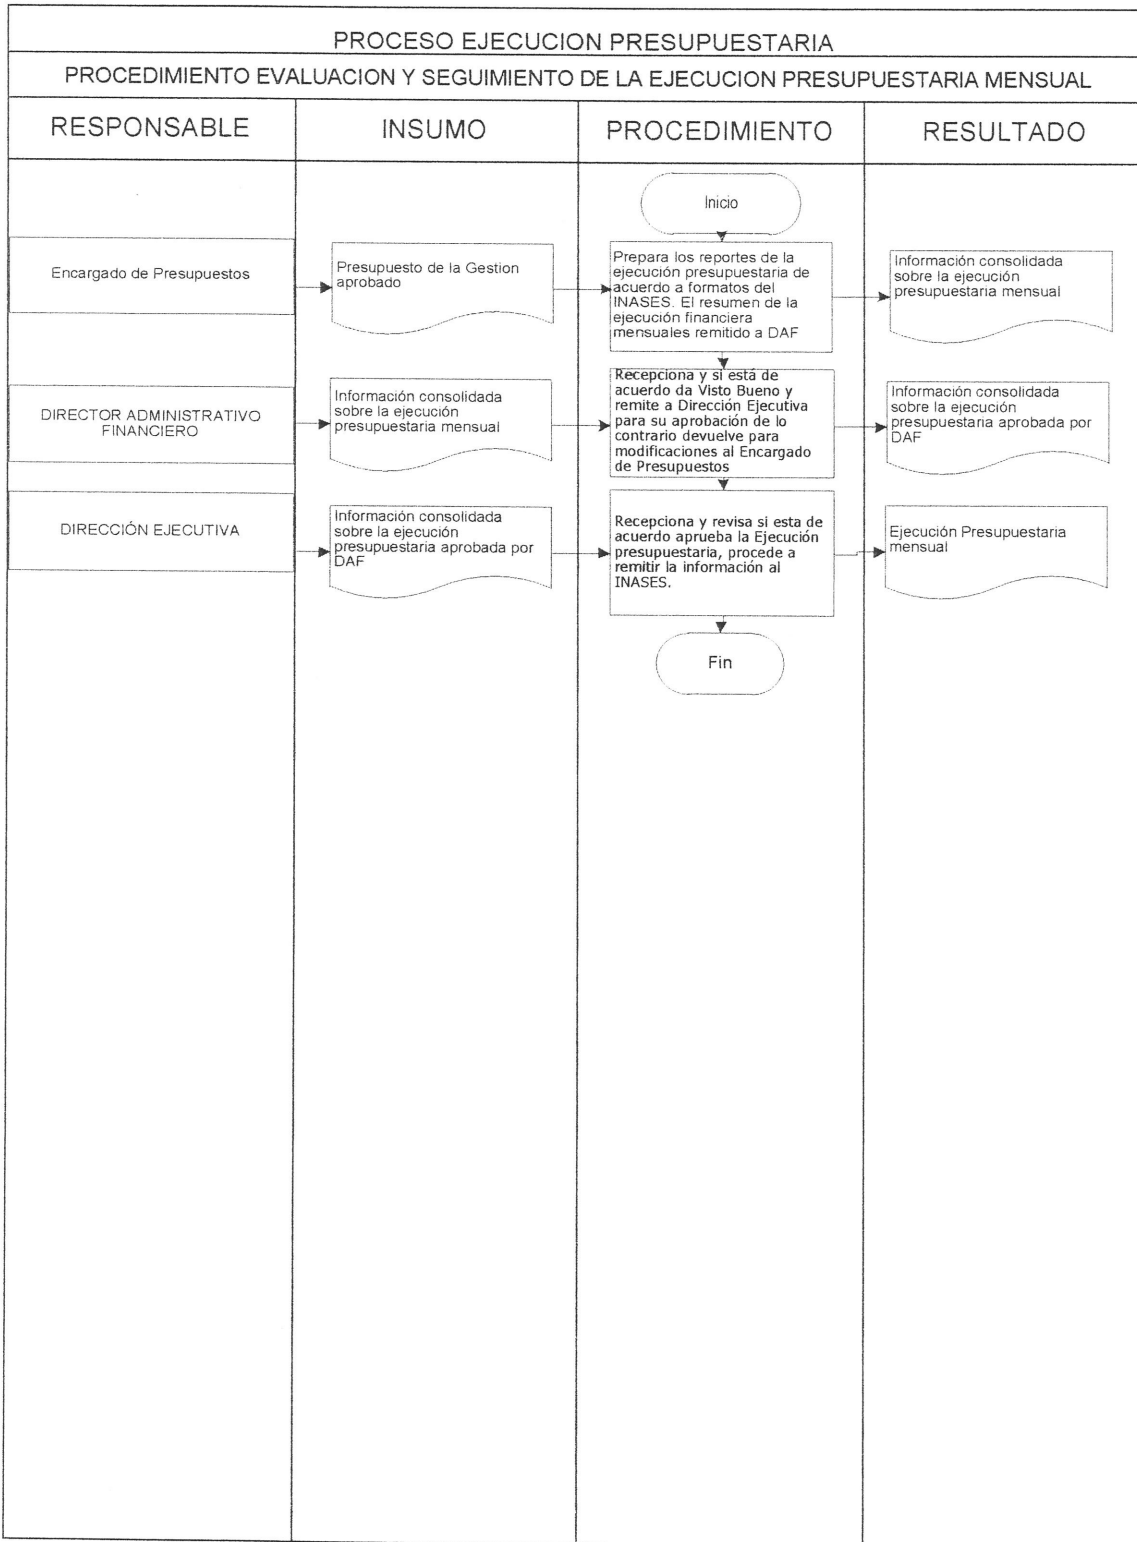 PROCESO EJECUCION PRESUPUESTARIA
PROCEDIMIENTO EVALUACION Y SEGUIMIENTO DE LA EJECUCION PRESUPUESTARIA MENSUAL
RESPONSABLE
INSUMO
PROCEDIMIENTO
RESULTADO
Inicio
Encargado de Presupuestos
Presupuesto de la Gestion
aprobado
Prepara los reportes de la
ejecución presupuestaria de
acuerdo a formatos del
INASES. El resumen de la
ejecución financiera
mensuales remitido a DAF
Información consolidada
sobre la ejecución
presupuestaria mensual
DIRECTOR ADMINISTRATIVO
FINANCIERO
Información consolidada
sobre la ejecución
presupuestaria mensual
Recepciona y si está de
acuerdo da Visto Bueno y
remite a Dirección Ejecutiva
para su aprobación de lo
contrario devuelve para
modificaciones al Encargado
de Presupuestos
Información consolidada
sobre la ejecución
presupuestaria aprobada por
DAF
DIRECCIÓN EJECUTIVA
Información consolidada
sobre la ejecución
presupuestaria aprobada por
DAF
Recepciona y revisa si esta de
acuerdo aprueba la Ejecución
presupuestaria, procede a
remitir la información al
INASES.
Ejecución Presupuestaria
mensual
Fin